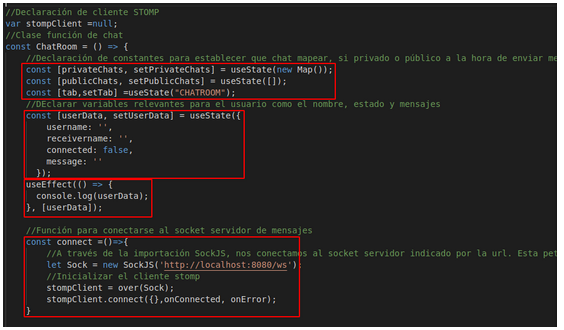 //Declaración de cliente STOMP
var stompClient =null;
//Clase función de chat
const ChatRoom = () => {
//Declaración de constantes para establecer que chat mapear, si privado o público a la hora de enviar me
const [privateChats, setPrivateChats] = useState(new Map());
const [publicChats, setPublicChats] = useState([]);
const [tab,setTab] =useState("CHATROOM");
//DEclarar variables relevantes para el usuario como el nombre, estado y mensajes
const [userData, setUserData] = useState({
username: '',
receivername: '',
connected: false,
message: ''
});
useEffect(() => {
console.log(userData);
}, [userData]);
//Función para conectarse al socket servidor de mensajes
const connect =()=>{
//A través de la importación SockJS, nos conectamos al socket servidor indicado por la url. Esta pet
let Sock = new SockJS('http://localhost:8080/ws');
//Inicializar el cliente stomp
stompClient = over(Sock);
stompClient.connect({},onConnected, onError);
}